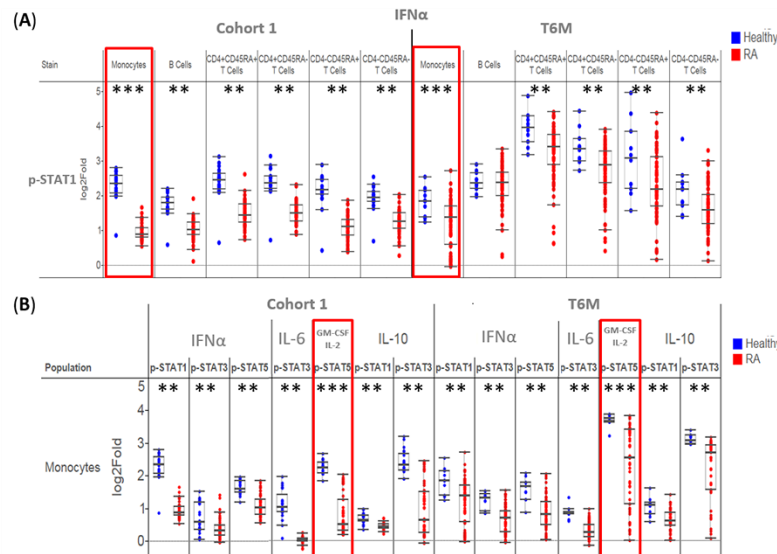 (A)
Cohort 1
IFNα
T6M
Healthy
RA
Stain
Monocytes
B Cells
CD4+CD45RA+
T Cells
CD4+CD45RA-
T Cells
CD4-CD45RA+
T Cells
CD4-CD45RA-
T Cells
Monocytes
B Cells
CD4+CD45RA+
T Cells
CD4+CD45RA-
T Cells
CD4-CD45RA+
T Cells
CD4-CD45RA-
T Cells
*** ** ** ** ** ** *** ** ** ** **
p-STAT1
log2Fold
5
4
3
2
1
0
(B)
Cohort 1
T6M
IFNα
IL-6
GM-CSF
IL-2
IL-10
IFNα
IL-6
GM-CSF
IL-2
IL-10
Healthy
RA
Population
p-STAT1 p-STAT3 p-STAT5 p-STAT3 p-STAT5 p-STAT1 p-STAT3 p-STAT1 p-STAT3 p-STAT5 p-STAT3 p-STAT5 p-STAT1 p-STAT3
** ** ** ** *** ** ** ** ** ** ** *** ** **
Monocytes
log2Fold
5
4
3
2
1
0